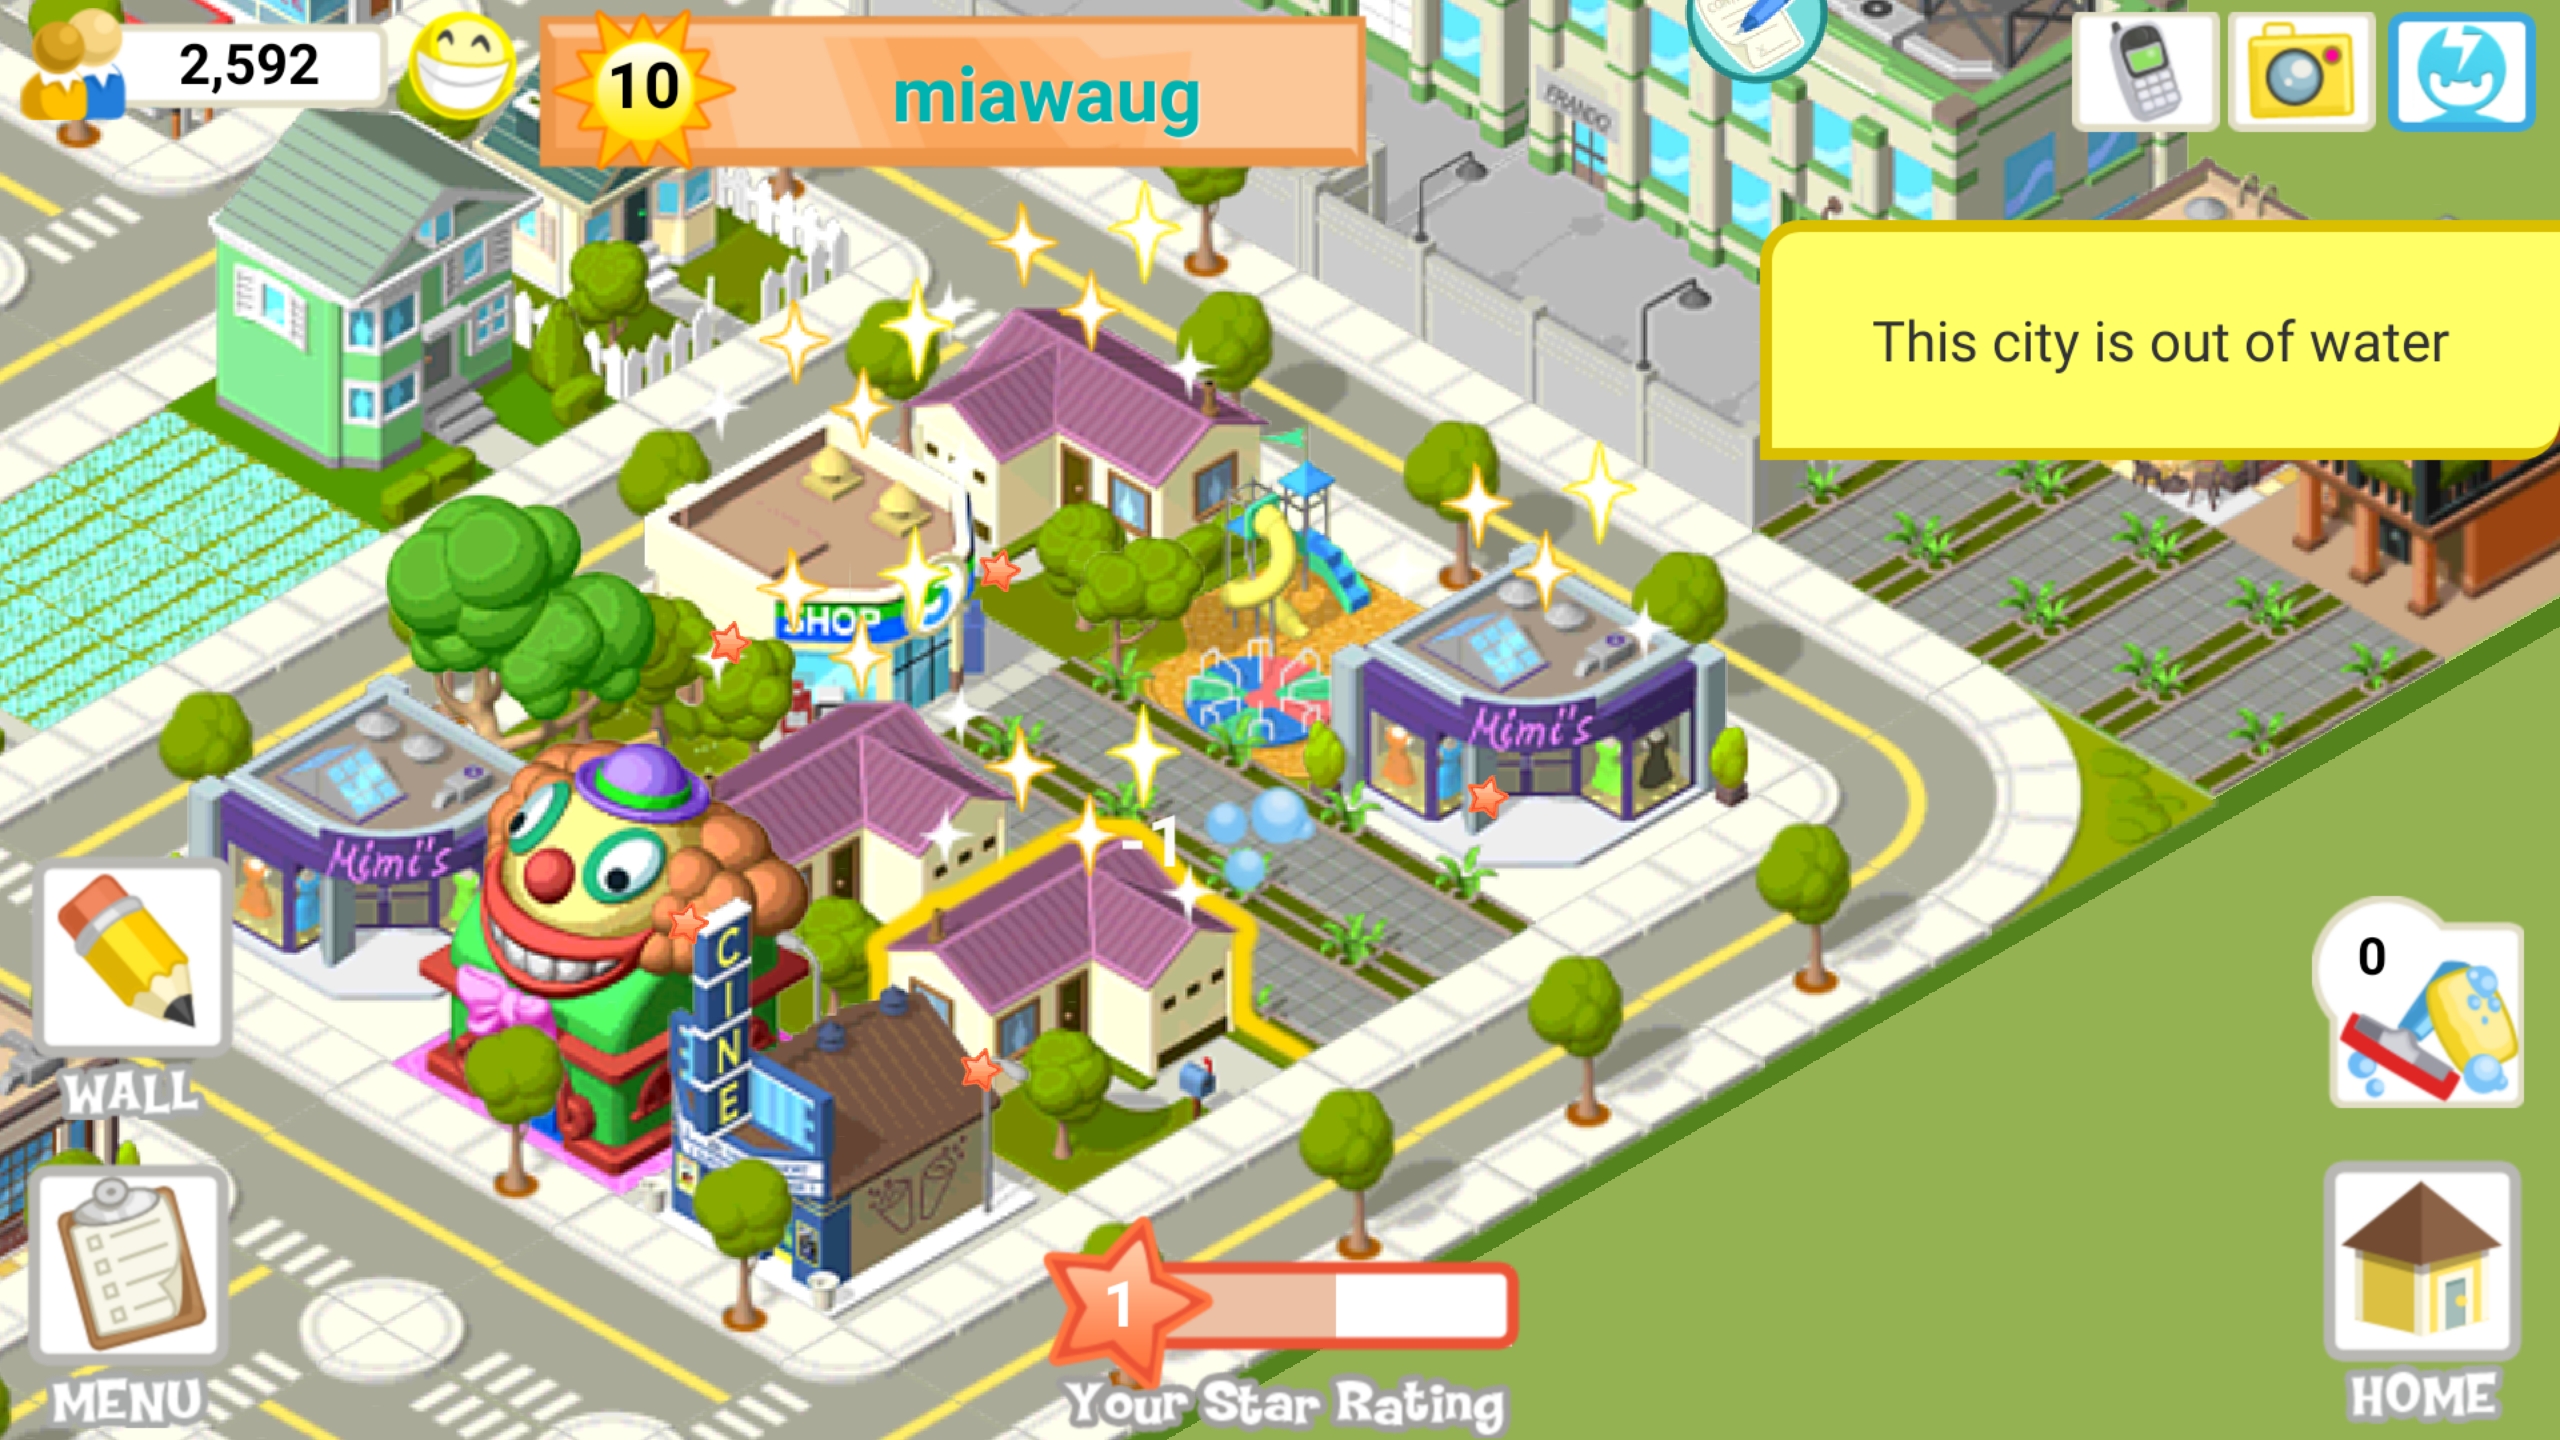 2,592
10
miawaug
FRANDO
This city is out of water
SHOP
Mimi's
Mimi's
-1
CINE
0
WALL
MENU
1
Your Star Rating
HOME